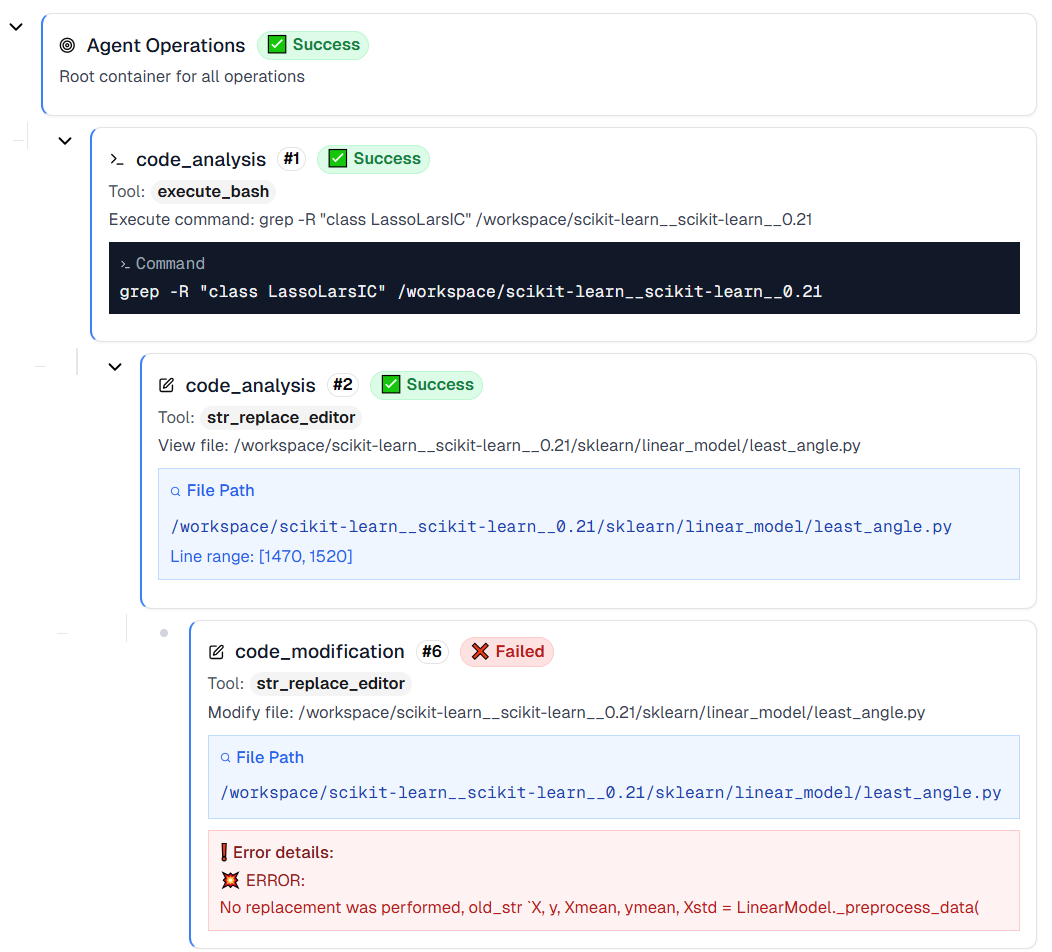 Agent Operations ✅ Success
Root container for all operations
>_ code_analysis #1 ✅ Success
Tool: execute_bash
Execute command: grep -R "class LassoLarsIC" /workspace/scikit-learn__scikit-learn__0.21
>_ Command
grep -R "class LassoLarsIC" /workspace/scikit-learn__scikit-learn__0.21
code_analysis #2 ✅ Success
Tool: str_replace_editor
View file: /workspace/scikit-learn__scikit-learn__0.21/sklearn/linear_model/least_angle.py
File Path
/workspace/scikit-learn__scikit-learn__0.21/sklearn/linear_model/least_angle.py
Line range: [1470, 1520]
code_modification #6 ❌ Failed
Tool: str_replace_editor
Modify file: /workspace/scikit-learn__scikit-learn__0.21/sklearn/linear_model/least_angle.py
File Path
/workspace/scikit-learn__scikit-learn__0.21/sklearn/linear_model/least_angle.py
❗ Error details:
💥 ERROR:
No replacement was performed, old_str `X, y, Xmean, ymean, Xstd = LinearModel._preprocess_data(